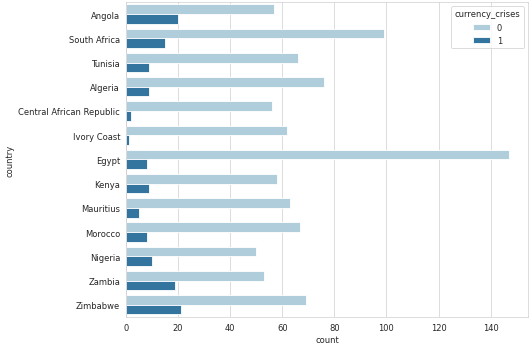 currency_crises
0
1
Angola
South Africa
Tunisia
Algeria
Central African Republic
Ivory Coast
Egypt
Kenya
Mauritius
Morocco
Nigeria
Zambia
Zimbabwe
country
0 20 40 60 80 100 120 140
count